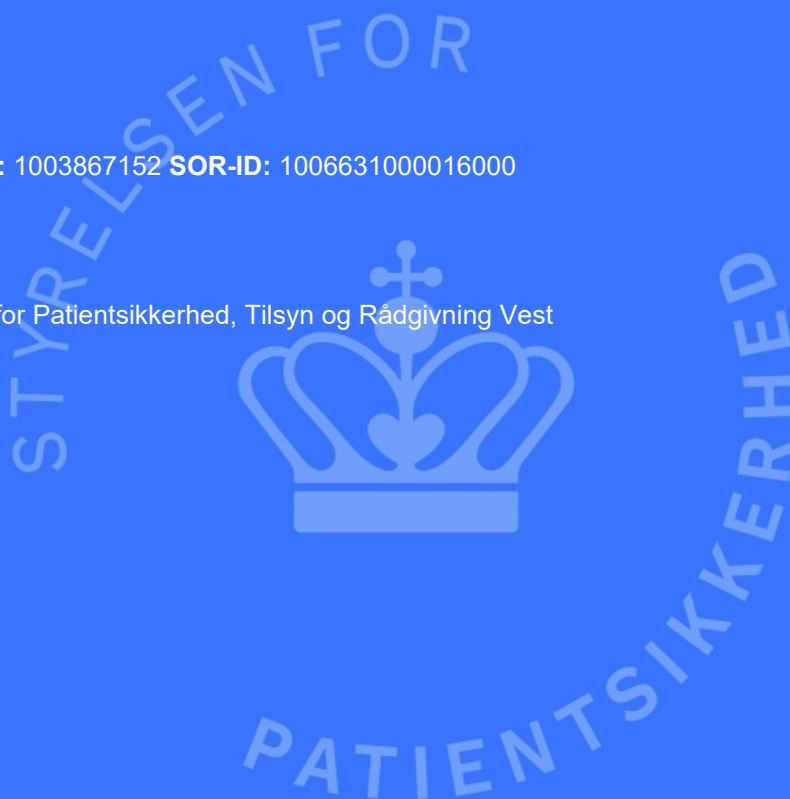 STYRELSEN FOR
: 1003867152 SOR-ID: 1006631000016000
for Patientsikkerhed, Tilsyn og Rådgivning Vest
PATIENTSIKKERHED